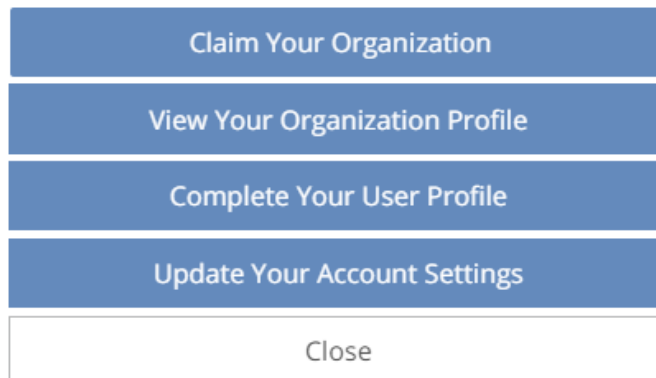 Claim Your Organization
View Your Organization Profile
Complete Your User Profile
Update Your Account Settings
Close